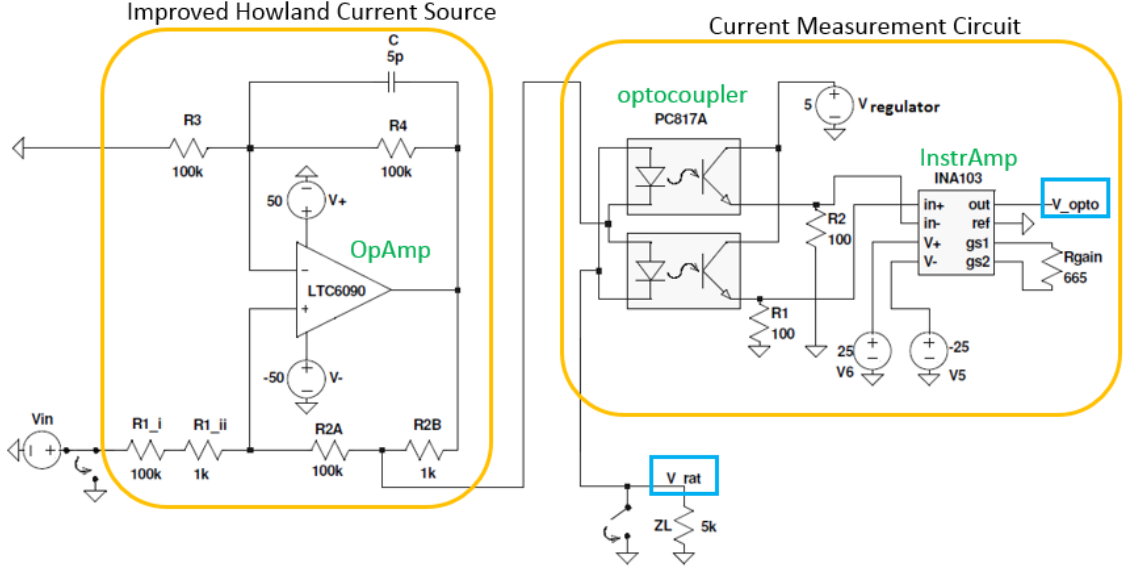 Improved Howland Current Source
Current Measurement Circuit
C
5p
R3
100k
R4
100k
50
+
−
V+
OpAmp
−
LTC6090
+
-50
+
−
V-
Vin
− +
R1_i
100k
R1_ii
1k
R2A
100k
R2B
1k
optocoupler
PC817A
5
+
−
V regulator
InstrAmp
INA103
in+
in-
V+
V-
out
ref
gs1
gs2
V_opto
Rgain
665
R2
100
R1
100
25
+
−
V6
+
−
-25
V5
V_rat
ZL
5k